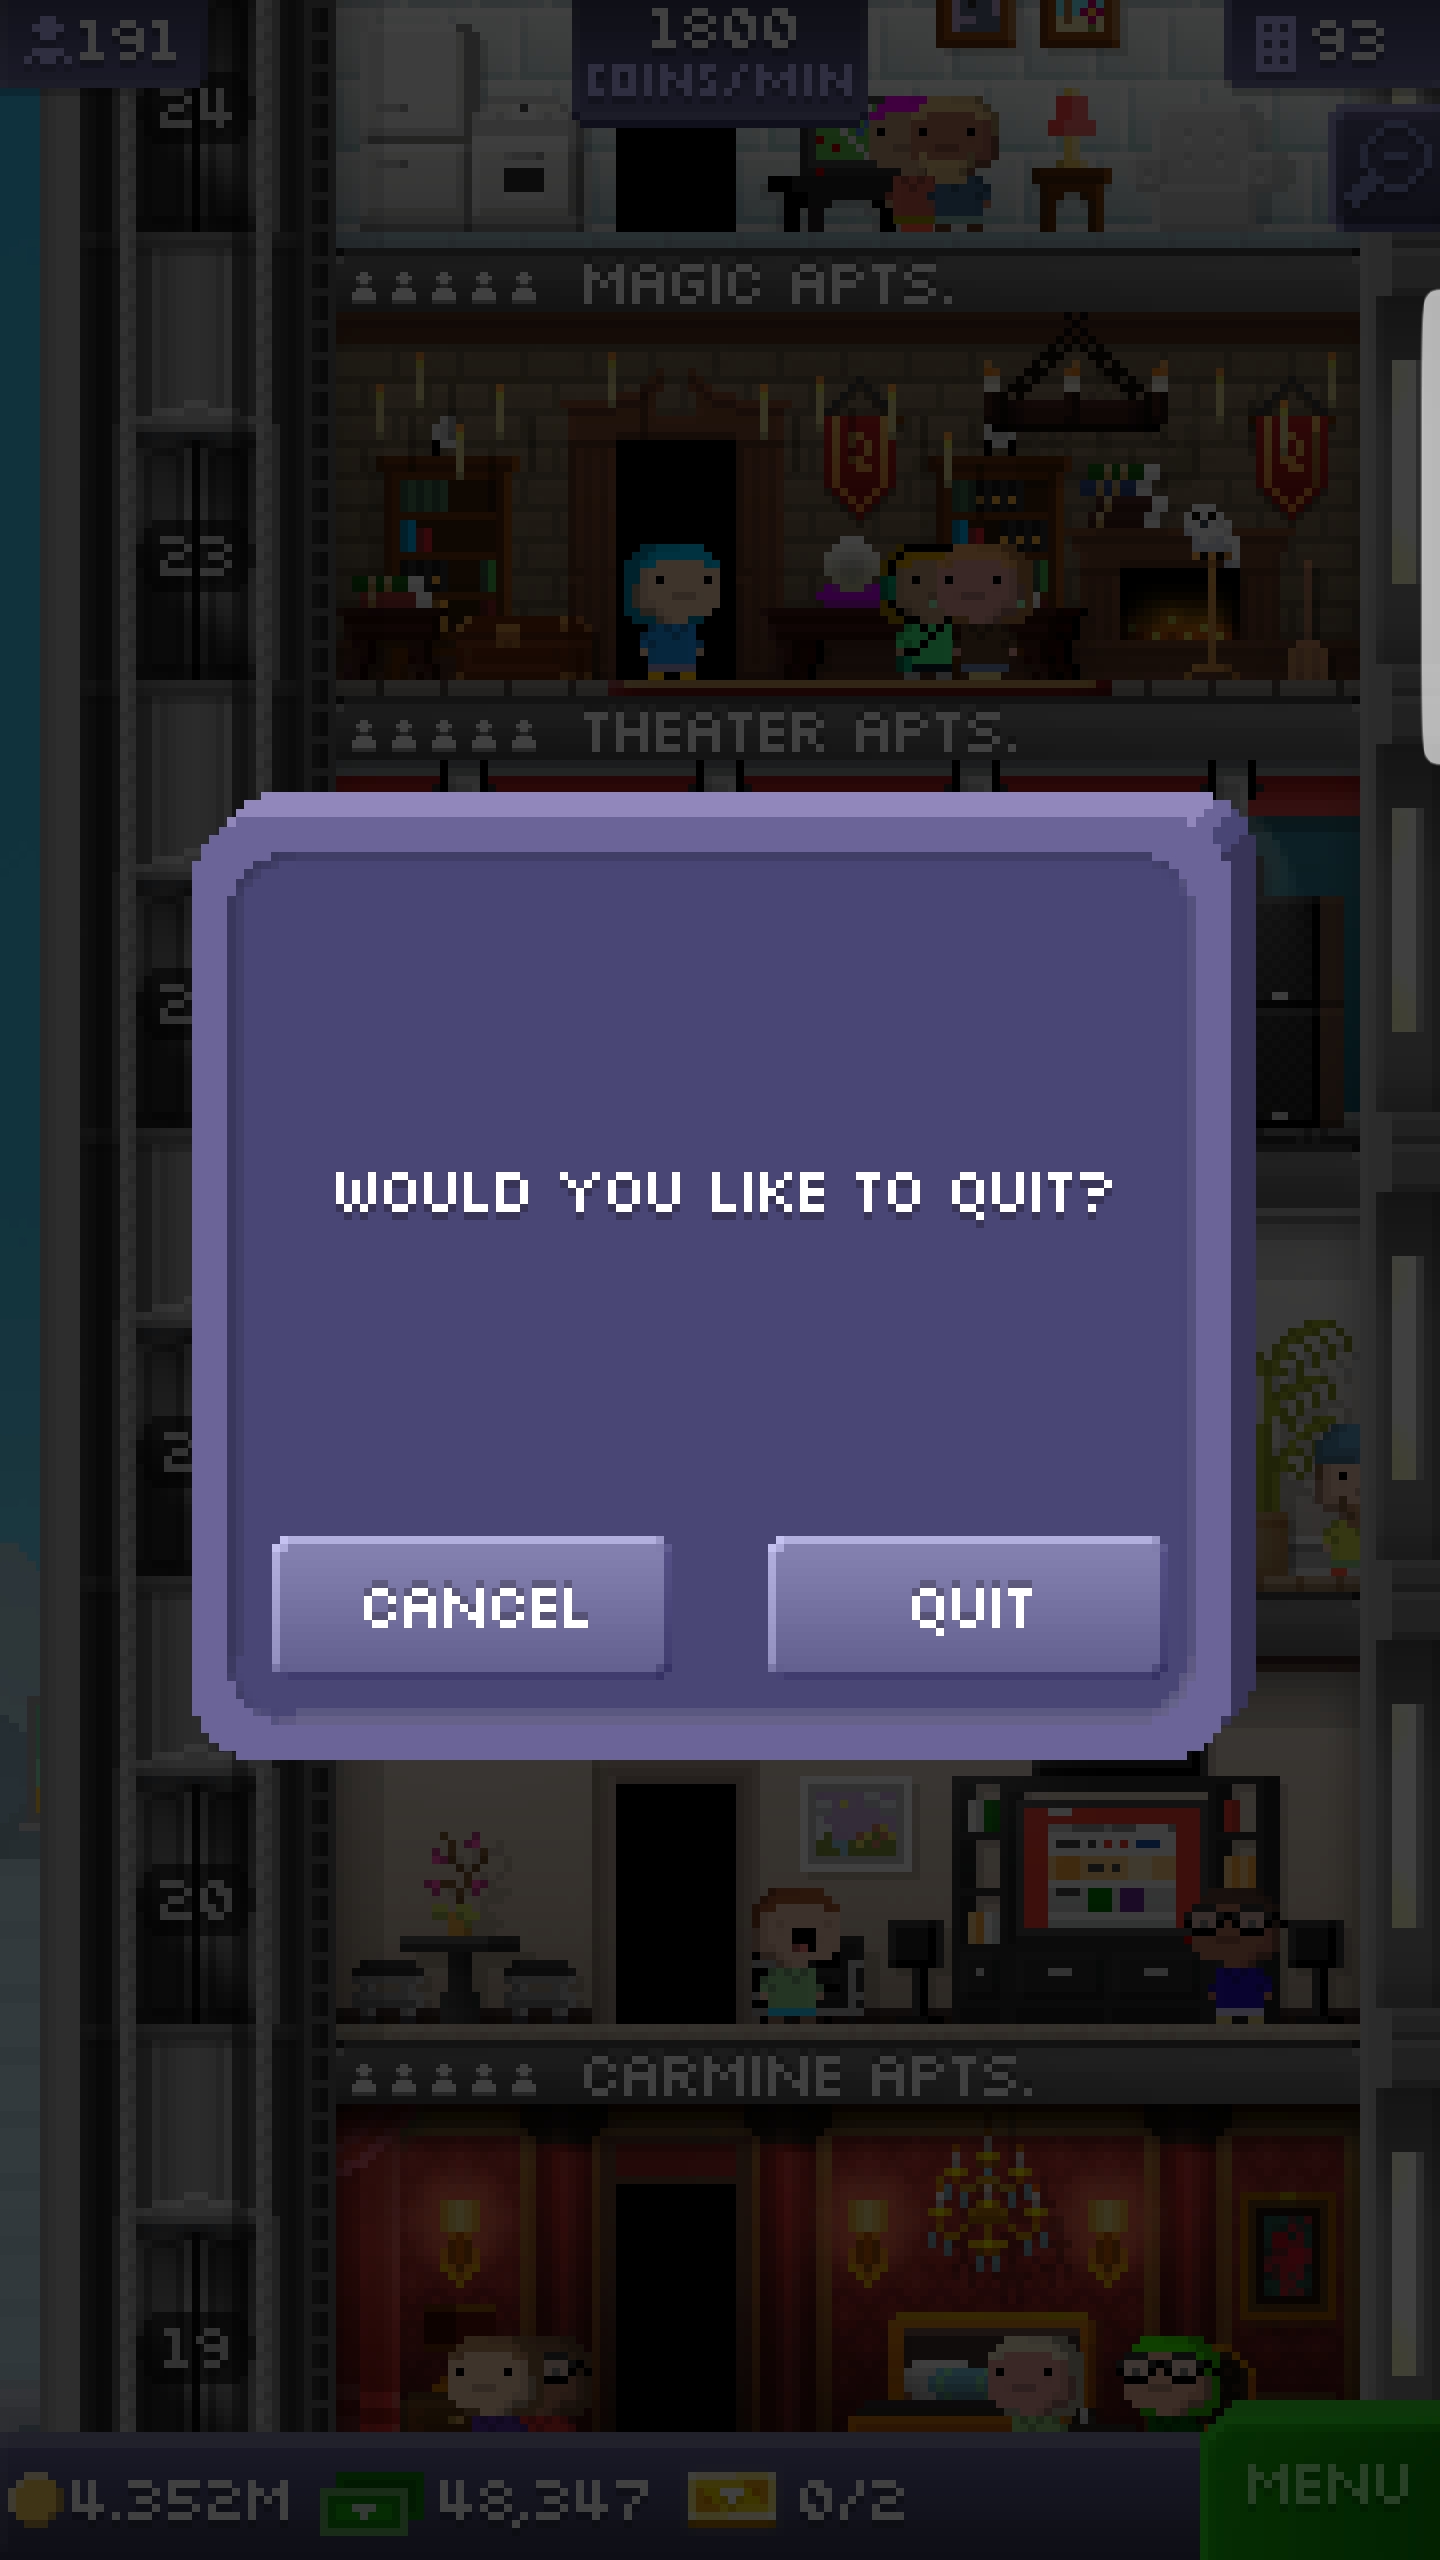 191
1800
COINS/MIN
93
24
MAGIC APTS.
23
THEATER APTS.
WOULD YOU LIKE TO QUIT?
CANCEL
QUIT
20
CARMINE APTS.
19
4.352M
48,347
0/2
MENU